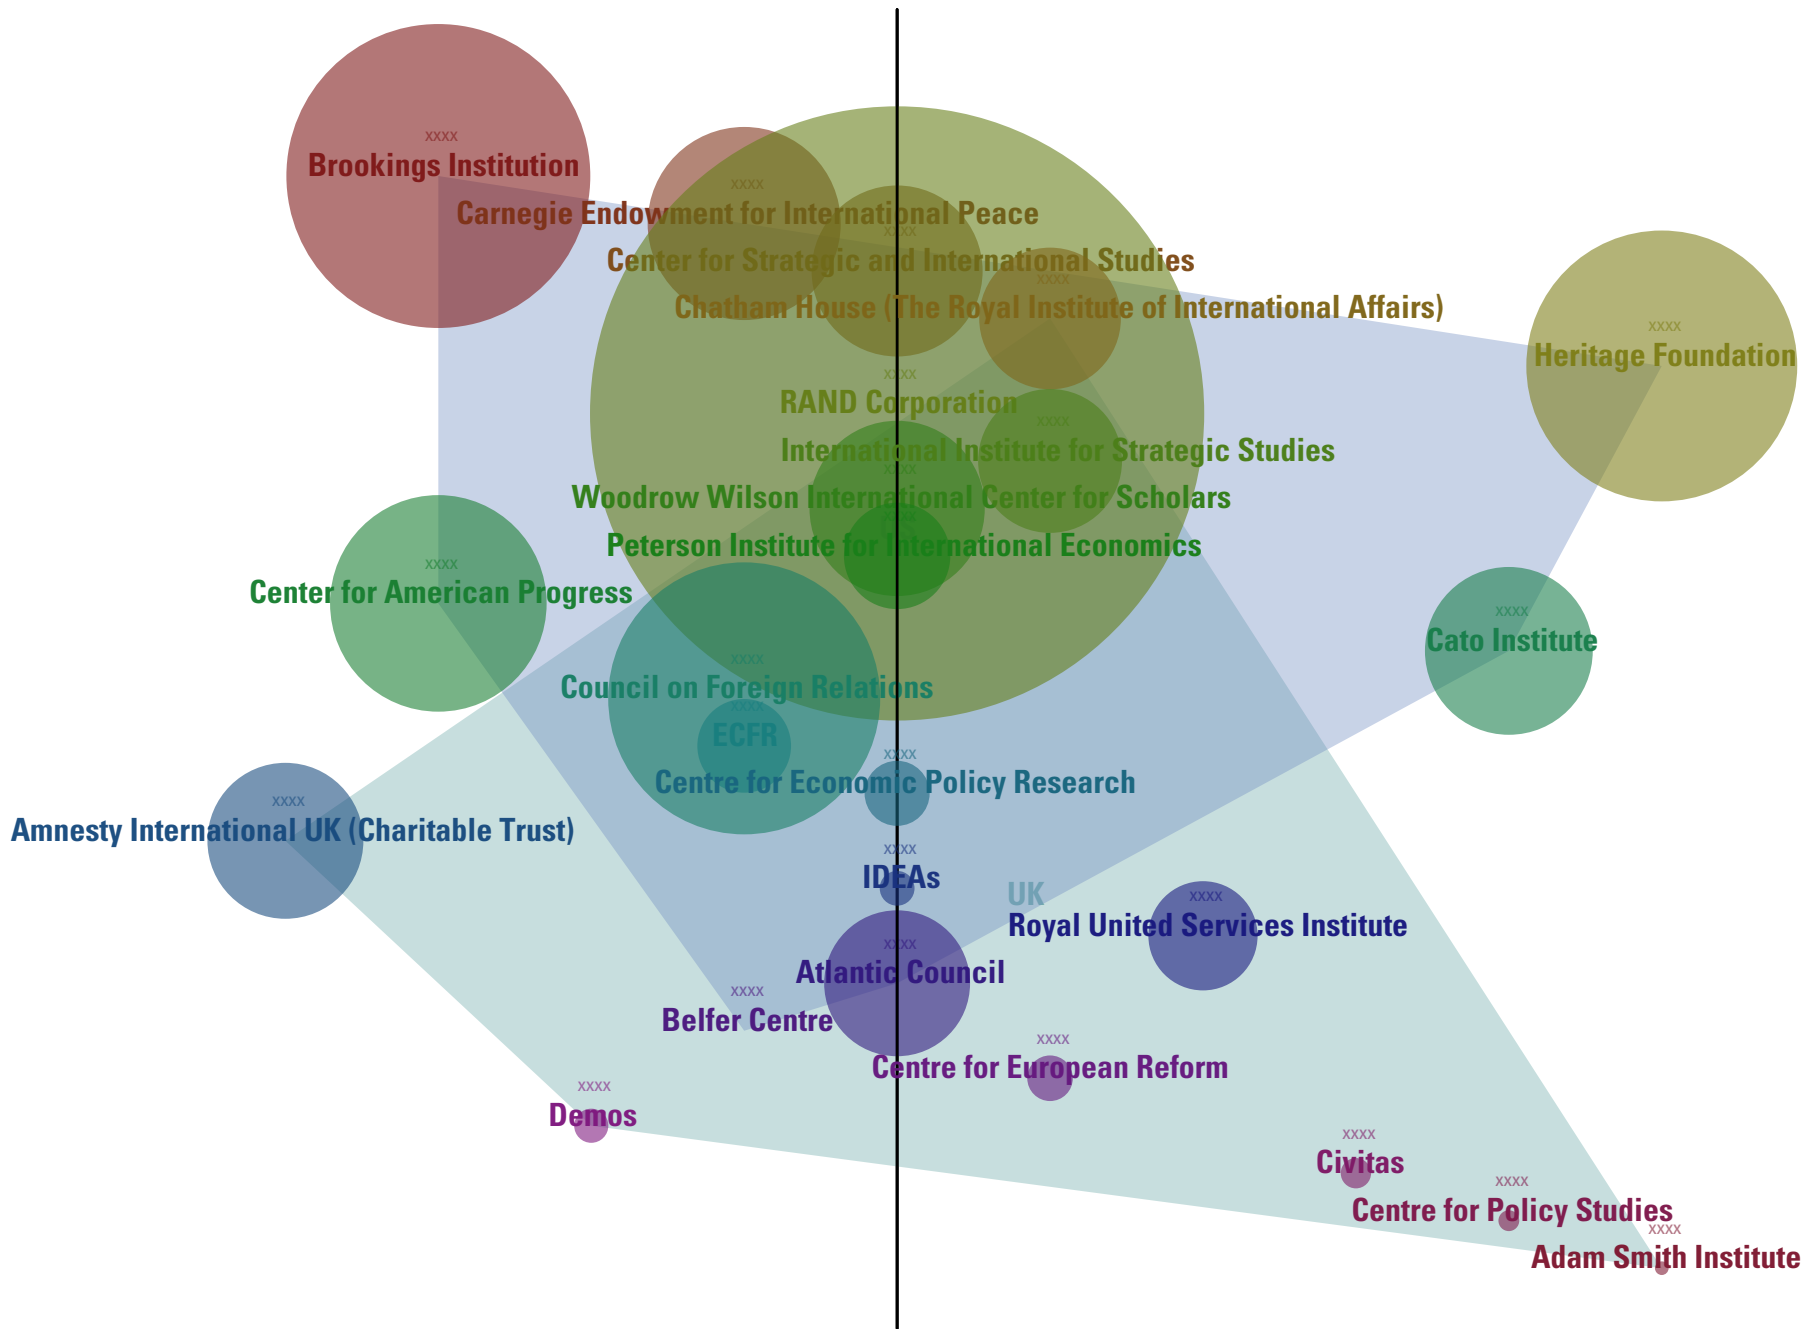 xxxx
Brookings Institution
xxxx
Carnegie Endowment for International Peace
xxxx
Center for Strategic and International Studies
xxxx
Chatham House (The Royal Institute of International Affairs)
xxxx
Heritage Foundation
xxxx
RAND Corporation
xxxx
International Institute for Strategic Studies
xxxx
Woodrow Wilson International Center for Scholars
xxxx
Peterson Institute for International Economics
xxxx
Center for American Progress
xxxx
Cato Institute
xxxx
Council on Foreign Relations
xxxx
ECFR
xxxx
Centre for Economic Policy Research
xxxx
Amnesty International UK (Charitable Trust)
xxxx
IDEAs
UK
xxxx
Royal United Services Institute
xxxx
Atlantic Council
xxxx
Belfer Centre
xxxx
Centre for European Reform
xxxx
Demos
xxxx
Civitas
xxxx
Centre for Policy Studies
xxxx
Adam Smith Institute